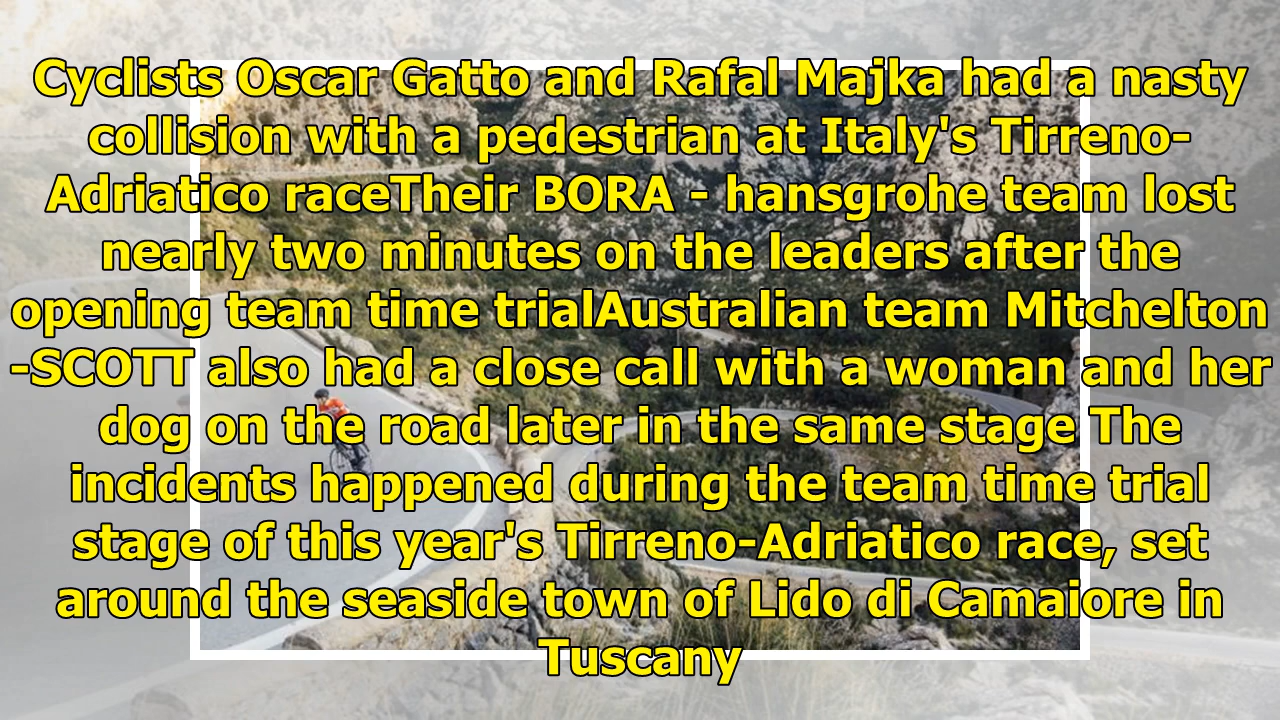 Cyclists Oscar Gatto and Rafal Majka had a nasty
collision with a pedestrian at Italy's Tirreno-
Adriatico raceTheir BORA - hansgrohe team lost
nearly two minutes on the leaders after the
opening team time trialAustralian team Mitchelton
-SCOTT also had a close call with a woman and her
dog on the road later in the same stage The
incidents happened during the team time trial
stage of this year's Tirreno-Adriatico race, set
around the seaside town of Lido di Camaiore in
Tuscany